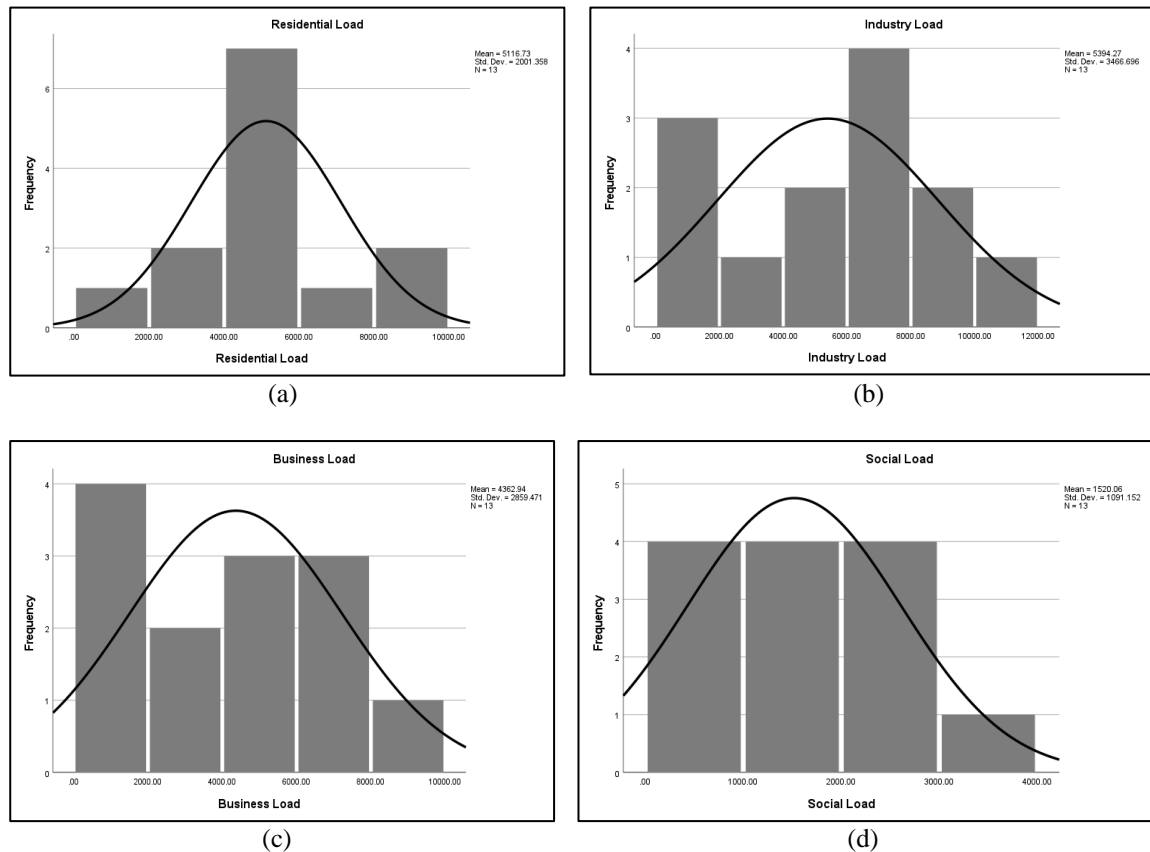 Residential Load
Mean = 5116.73
Std. Dev. = 2001.358
N = 13
6
4
2
0
Frequency
.00 2000.00 4000.00 6000.00 8000.00 10000.00
Residential Load
(a)
Industry Load
Mean = 5394.27
Std. Dev. = 3466.696
N = 13
4
3
2
1
0
Frequency
.00 2000.00 4000.00 6000.00 8000.00 10000.00 12000.00
Industry Load
(b)
Business Load
Mean = 4362.94
Std. Dev. = 2859.471
N = 13
4
3
2
1
0
Frequency
.00 2000.00 4000.00 6000.00 8000.00 10000.00
Business Load
(c)
Social Load
Mean = 1520.06
Std. Dev. = 1091.152
N = 13
5
4
3
2
1
0
Frequency
.00 1000.00 2000.00 3000.00 4000.00
Social Load
(d)